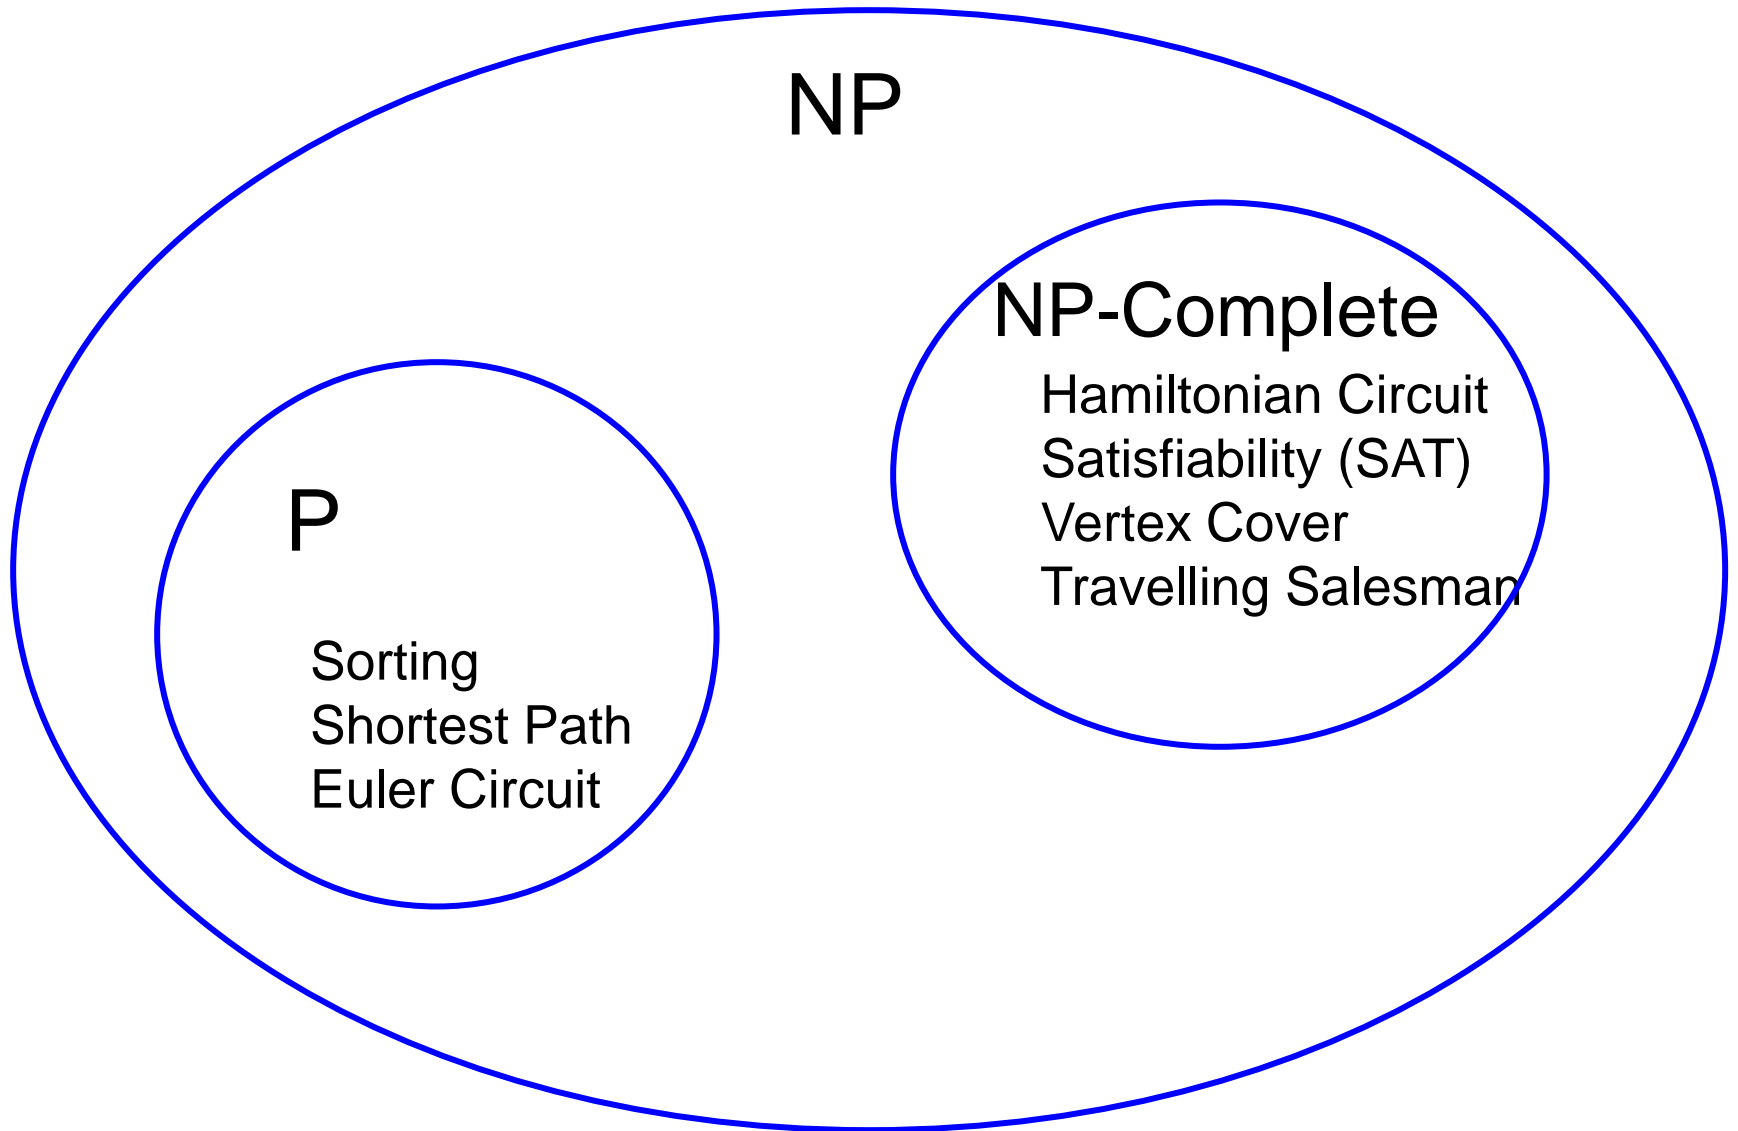 NP
NP-Complete
Hamiltonian Circuit
Satisfiability (SAT)
Vertex Cover
Travelling Salesman
P
Sorting
Shortest Path
Euler Circuit